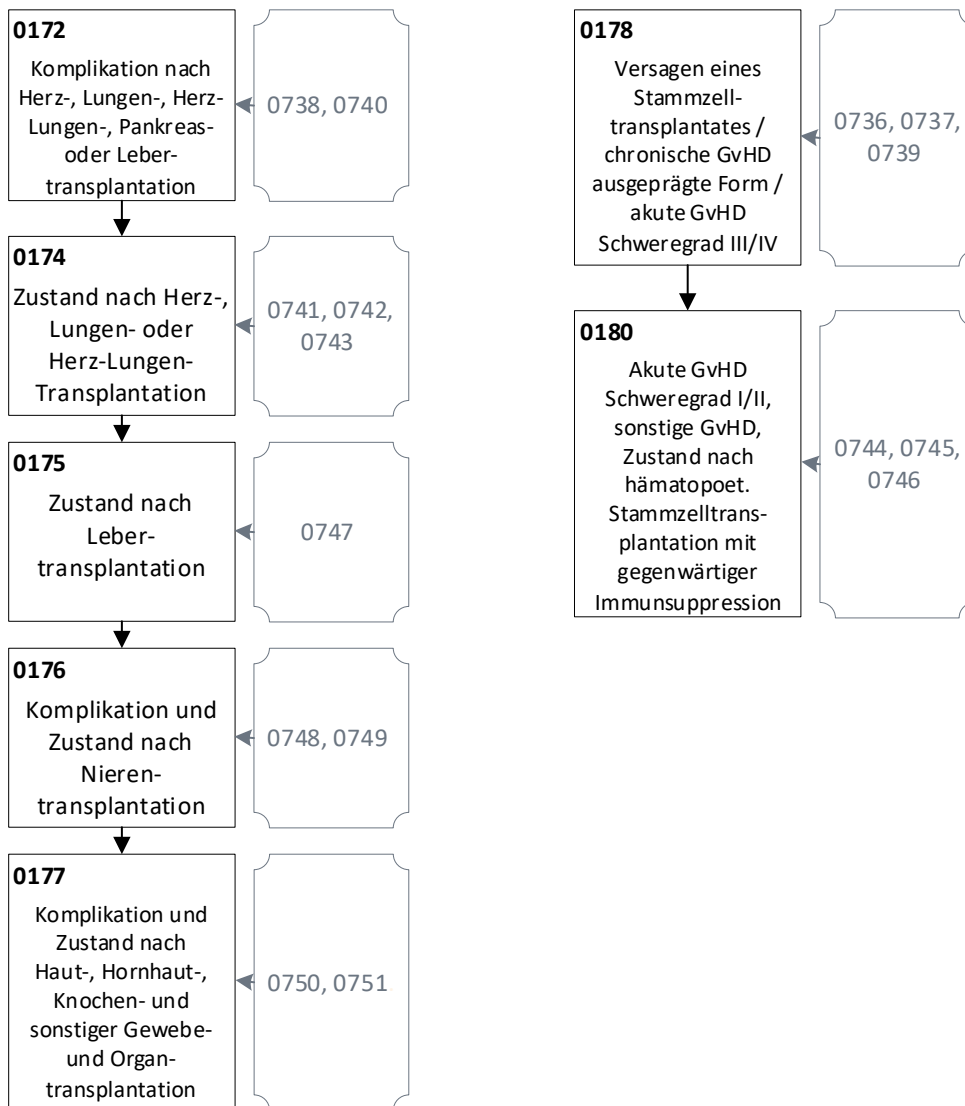 0172
Komplikation nach
Herz-, Lungen-, Herz-
Lungen-, Pankreas-
oder Leber-
transplantation
0738, 0740
0174
Zustand nach Herz-,
Lungen- oder
Herz-Lungen-
Transplantation
0741, 0742,
0743
0175
Zustand nach
Leber-
transplantation
0747
0176
Komplikation und
Zustand nach
Nieren-
transplantation
0748, 0749
0177
Komplikation und
Zustand nach
Haut-, Hornhaut-,
Knochen- und
sonstiger Gewebe-
und Organ-
transplantation
0750, 0751
0178
Versagen eines
Stammzell-
transplantates /
chronische GvHD
ausgeprägte Form /
akute GvHD
Schweregrad III/IV
0736, 0737,
0739
0180
Akute GvHD
Schweregrad I/II,
sonstige GvHD,
Zustand nach
hämatopoet.
Stammzelltrans-
plantation mit
gegenwärtiger
Immunsuppression
0744, 0745,
0746